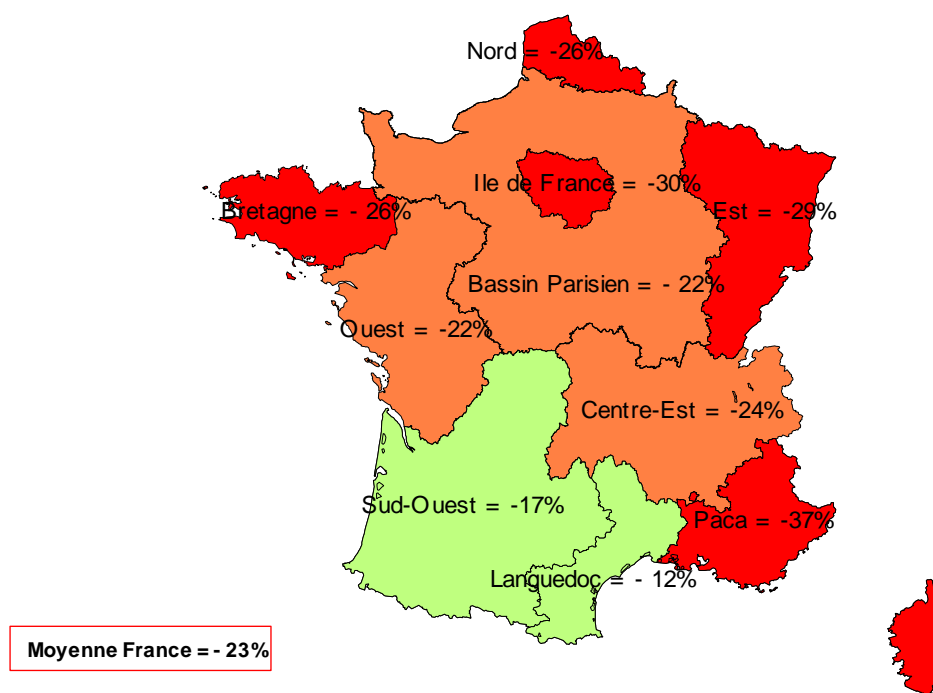 Nord = -26%
Ile de France = -30%
Bretagne = - 26%
Est = -29%
Bassin Parisien = - 22%
Ouest = -22%
Centre-Est = -24%
Sud-Ouest = -17%
Paca = -37%
Languedoc = - 12%
Moyenne France = - 23%